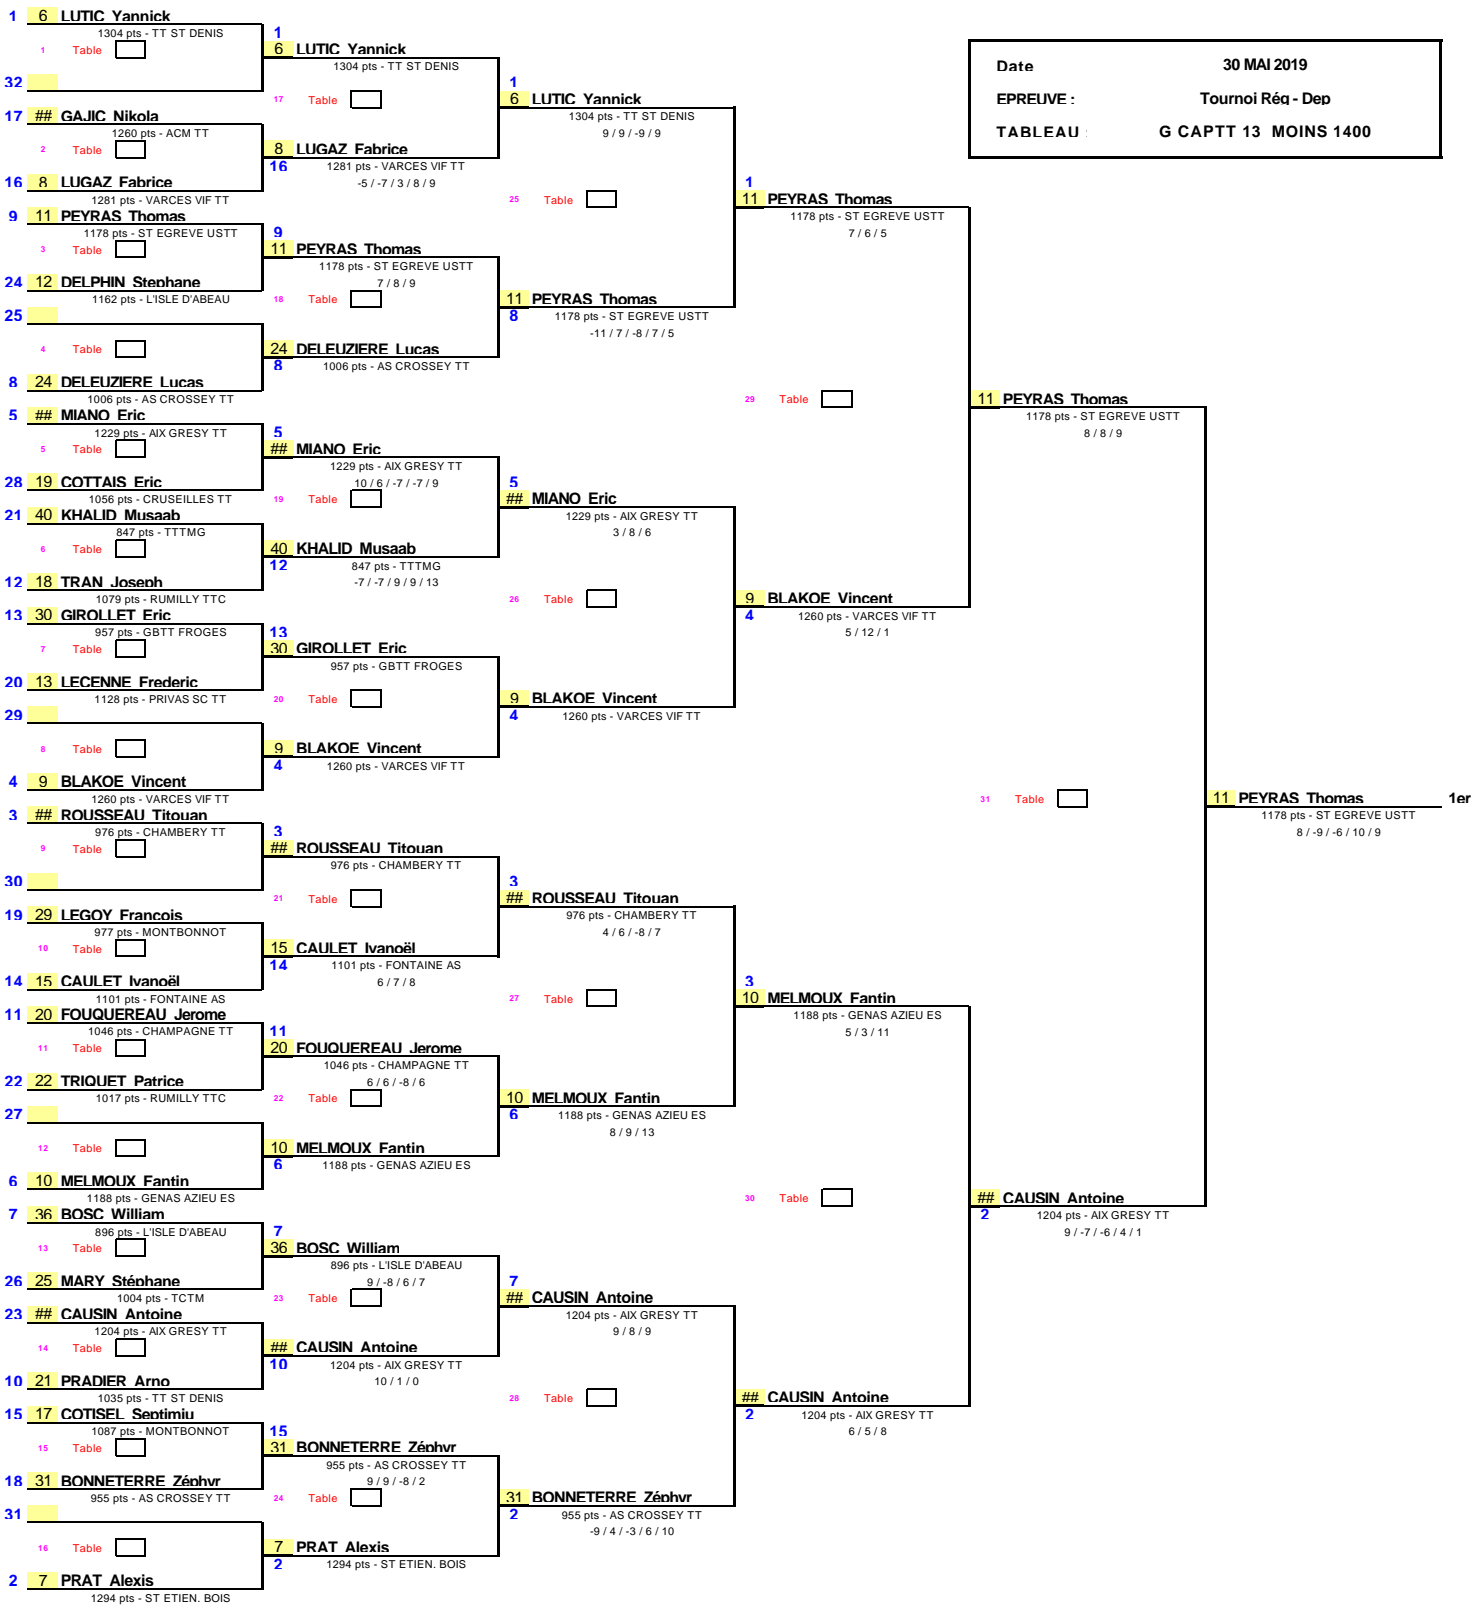 Date 30 MAI 2019
EPREUVE : Tournoi Rég - Dep
TABLEAU : G CAPTT 13 MOINS 1400
1 6 LUTIC Yannick
1304 pts - TT ST DENIS
1 Table
32
17 ## GAJIC Nikola
1260 pts - ACM TT
2 Table
16 8 LUGAZ Fabrice
1281 pts - VARCES VIF TT
9 11 PEYRAS Thomas
1178 pts - ST EGREVE USTT
3 Table
24 12 DELPHIN Stephane
1162 pts - L'ISLE D'ABEAU
25
4 Table
8 24 DELEUZIERE Lucas
1006 pts - AS CROSSEY TT
5 ## MIANO Eric
1229 pts - AIX GRESY TT
5 Table
28 19 COTTAIS Eric
1056 pts - CRUSEILLES TT
21 40 KHALID Musaab
847 pts - TTTMG
6 Table
12 18 TRAN Joseph
1079 pts - RUMILLY TTC
13 30 GIROLLET Eric
957 pts - GBTT FROGES
7 Table
20 13 LECENNE Frederic
1128 pts - PRIVAS SC TT
29
8 Table
4 9 BLAKOE Vincent
1260 pts - VARCES VIF TT
3 ## ROUSSEAU Titouan
976 pts - CHAMBERY TT
9 Table
30
19 29 LEGOY Francois
977 pts - MONTBONNOT
10 Table
14 15 CAULET Ivanoël
1101 pts - FONTAINE AS
11 20 FOUQUEREAU Jerome
1046 pts - CHAMPAGNE TT
11 Table
22 22 TRIQUET Patrice
1017 pts - RUMILLY TTC
27
12 Table
6 10 MELMOUX Fantin
1188 pts - GENAS AZIEU ES
7 36 BOSC William
896 pts - L'ISLE D'ABEAU
13 Table
26 25 MARY Stéphane
1004 pts - TCTM
23 ## CAUSIN Antoine
1204 pts - AIX GRESY TT
14 Table
10 21 PRADIER Arno
1035 pts - TT ST DENIS
15 17 COTISEL Septimiu
1087 pts - MONTBONNOT
15 Table
18 31 BONNETERRE Zéphyr
955 pts - AS CROSSEY TT
31
16 Table
2 7 PRAT Alexis
1294 pts - ST ETIEN. BOIS
1
6 LUTIC Yannick
1304 pts - TT ST DENIS
17 Table
8 LUGAZ Fabrice
16 1281 pts - VARCES VIF TT
-5 / -7 / 3 / 8 / 9
9
11 PEYRAS Thomas
1178 pts - ST EGREVE USTT
7 / 8 / 9
18 Table
24 DELEUZIERE Lucas
8 1006 pts - AS CROSSEY TT
5
## MIANO Eric
1229 pts - AIX GRESY TT
10 / 6 / -7 / -7 / 9
19 Table
40 KHALID Musaab
12 847 pts - TTTMG
-7 / -7 / 9 / 9 / 13
13
30 GIROLLET Eric
957 pts - GBTT FROGES
20 Table
9 BLAKOE Vincent
4 1260 pts - VARCES VIF TT
3
## ROUSSEAU Titouan
976 pts - CHAMBERY TT
21 Table
15 CAULET Ivanoël
14 1101 pts - FONTAINE AS
6 / 7 / 8
11
20 FOUQUEREAU Jerome
1046 pts - CHAMPAGNE TT
6 / 6 / -8 / 6
22 Table
10 MELMOUX Fantin
6 1188 pts - GENAS AZIEU ES
7
36 BOSC William
896 pts - L'ISLE D'ABEAU
9 / -8 / 6 / 7
23 Table
## CAUSIN Antoine
10 1204 pts - AIX GRESY TT
10 / 1 / 0
15
31 BONNETERRE Zéphyr
955 pts - AS CROSSEY TT
9 / 9 / -8 / 2
24 Table
7 PRAT Alexis
2 1294 pts - ST ETIEN. BOIS
1
6 LUTIC Yannick
1304 pts - TT ST DENIS
9 / 9 / -9 / 9
25 Table
11 PEYRAS Thomas
8 1178 pts - ST EGREVE USTT
-11 / 7 / -8 / 7 / 5
5
## MIANO Eric
1229 pts - AIX GRESY TT
3 / 8 / 6
26 Table
9 BLAKOE Vincent
4 1260 pts - VARCES VIF TT
3
## ROUSSEAU Titouan
976 pts - CHAMBERY TT
4 / 6 / -8 / 7
27 Table
10 MELMOUX Fantin
6 1188 pts - GENAS AZIEU ES
8 / 9 / 13
7
## CAUSIN Antoine
1204 pts - AIX GRESY TT
9 / 8 / 9
28 Table
31 BONNETERRE Zéphyr
2 955 pts - AS CROSSEY TT
-9 / 4 / -3 / 6 / 10
1
11 PEYRAS Thomas
1178 pts - ST EGREVE USTT
7 / 6 / 5
29 Table
9 BLAKOE Vincent
4 1260 pts - VARCES VIF TT
5 / 12 / 1
3
10 MELMOUX Fantin
1188 pts - GENAS AZIEU ES
5 / 3 / 11
30 Table
## CAUSIN Antoine
2 1204 pts - AIX GRESY TT
6 / 5 / 8
11 PEYRAS Thomas
1178 pts - ST EGREVE USTT
8 / 8 / 9
31 Table
## CAUSIN Antoine
2 1204 pts - AIX GRESY TT
9 / -7 / -6 / 4 / 1
11 PEYRAS Thomas 1er
1178 pts - ST EGREVE USTT
8 / -9 / -6 / 10 / 9